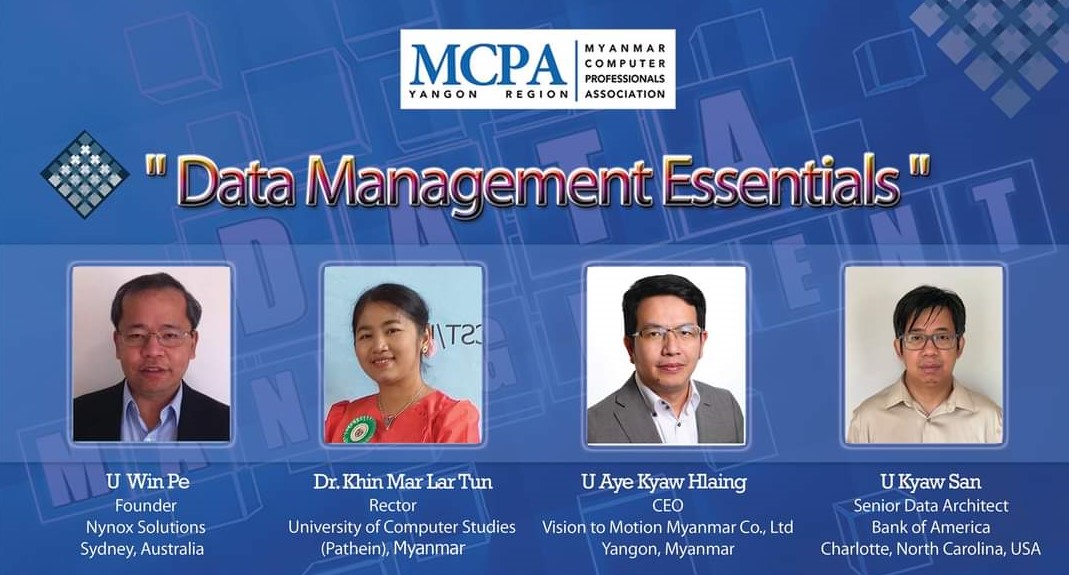 MCPA
YANGON REGION
MYANMAR
COMPUTER
PROFESSIONALS
ASSOCIATION
" Data Management Essentials "
DATA
MANAGEMENT
U Win Pe
Founder
Nynox Solutions
Sydney, Australia
Dr. Khin Mar Lar Tun
Rector
University of Computer Studies
(Pathein), Myanmar
U Aye Kyaw Hlaing
CEO
Vision to Motion Myanmar Co., Ltd
Yangon, Myanmar
U Kyaw San
Senior Data Architect
Bank of America
Charlotte, North Carolina, USA